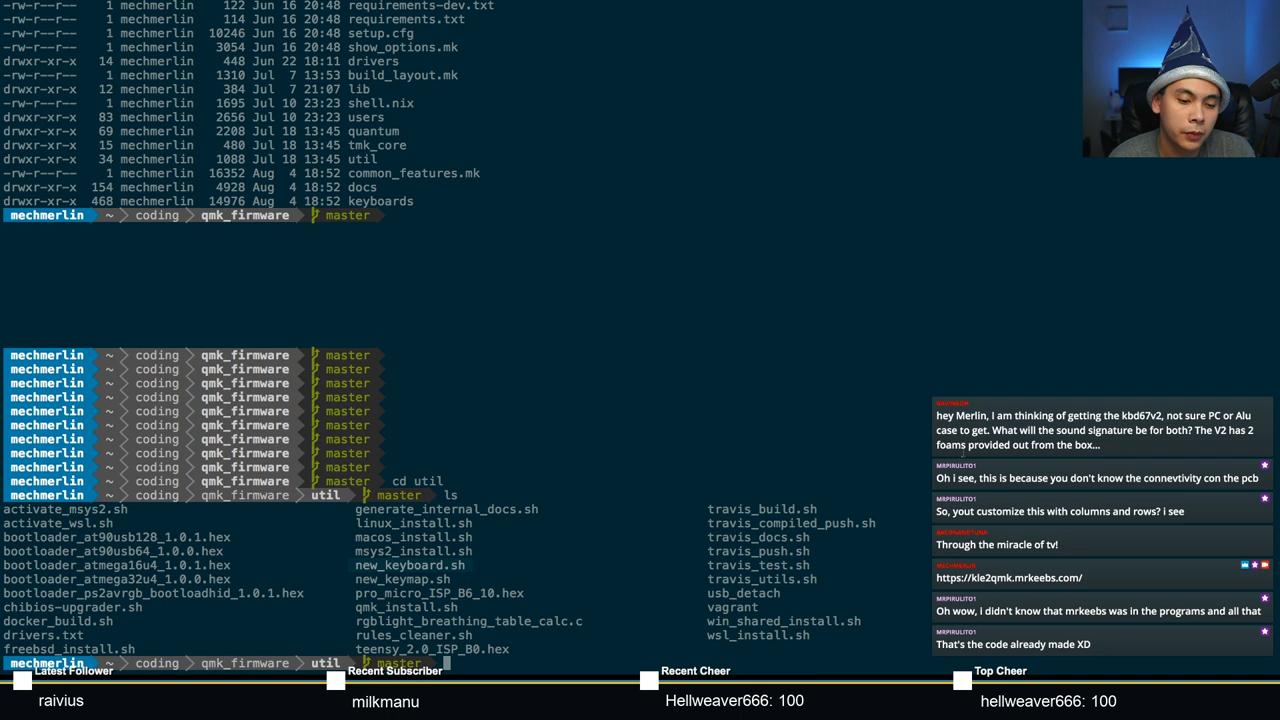 -rw-r--r-- 1 mechmerlin 122 Jun 16 20:48 requirements-dev.txt
-rw-r--r-- 1 mechmerlin 114 Jun 16 20:48 requirements.txt
-rw-r--r-- 1 mechmerlin 10246 Jun 16 20:48 setup.cfg
-rw-r--r-- 1 mechmerlin 3054 Jun 16 20:48 show_options.mk
drwxr-xr-x 14 mechmerlin 448 Jun 22 18:11 drivers
-rw-r--r-- 1 mechmerlin 1310 Jul 7 13:53 build_layout.mk
drwxr-xr-x 12 mechmerlin 384 Jul 7 21:07 lib
-rw-r--r-- 1 mechmerlin 1695 Jul 10 23:23 shell.nix
drwxr-xr-x 83 mechmerlin 2656 Jul 10 23:23 users
drwxr-xr-x 69 mechmerlin 2208 Jul 18 13:45 quantum
drwxr-xr-x 15 mechmerlin 480 Jul 18 13:45 tmk_core
drwxr-xr-x 34 mechmerlin 1088 Jul 18 13:45 util
-rw-r--r-- 1 mechmerlin 16352 Aug 4 18:52 common_features.mk
drwxr-xr-x 154 mechmerlin 4928 Aug 4 18:52 docs
drwxr-xr-x 468 mechmerlin 14976 Aug 4 18:52 keyboards
mechmerlin ~ coding qmk_firmware master
mechmerlin ~ coding qmk_firmware master
mechmerlin ~ coding qmk_firmware master
mechmerlin ~ coding qmk_firmware master
mechmerlin ~ coding qmk_firmware master
mechmerlin ~ coding qmk_firmware master
mechmerlin ~ coding qmk_firmware master
mechmerlin ~ coding qmk_firmware master
mechmerlin ~ coding qmk_firmware master
mechmerlin ~ coding qmk_firmware master
mechmerlin ~ coding qmk_firmware master cd util
mechmerlin ~ coding qmk_firmware util master ls
activate_msys2.sh generate_internal_docs.sh travis_build.sh
activate_wsl.sh linux_install.sh travis_compiled_push.sh
bootloader_at90usb128_1.0.1.hex macos_install.sh travis_docs.sh
bootloader_at90usb64_1.0.0.hex msys2_install.sh travis_push.sh
bootloader_atmega16u4_1.0.1.hex new_keyboard.sh travis_test.sh
bootloader_atmega32u4_1.0.0.hex new_keymap.sh travis_utils.sh
bootloader_ps2avrgb_bootloadhid_1.0.1.hex pro_micro_ISP_B6_10.hex usb_detach
chibios-upgrader.sh qmk_install.sh vagrant
docker_build.sh rgblight_breathing_table_calc.c win_shared_install.sh
drivers.txt rules_cleaner.sh wsl_install.sh
freebsd_install.sh teensy_2.0_ISP_B0.hex
mechmerlin ~ coding qmk_firmware util master
hey Merlin, I am thinking of getting the kbd67v2, not sure PC or Alu
case to get. What will the sound signature be for both? The V2 has 2
foams provided out from the box...
MRPIRULITO1
Oh i see, this is because you don't know the connevtivity con the pcb
MRPIRULITO1
So, yout customize this with columns and rows? i see
Through the miracle of tv!
MECHMERLIN
https://kle2qmk.mrkeebs.com/
MRPIRULITO1
Oh wow, i didn't know that mrkeebs was in the programs and all that
MRPIRULITO1
That's the code already made XD
Latest Follower
raivius
Recent Subscriber
milkmanu
Recent Cheer
Hellweaver666: 100
Top Cheer
hellweaver666: 100